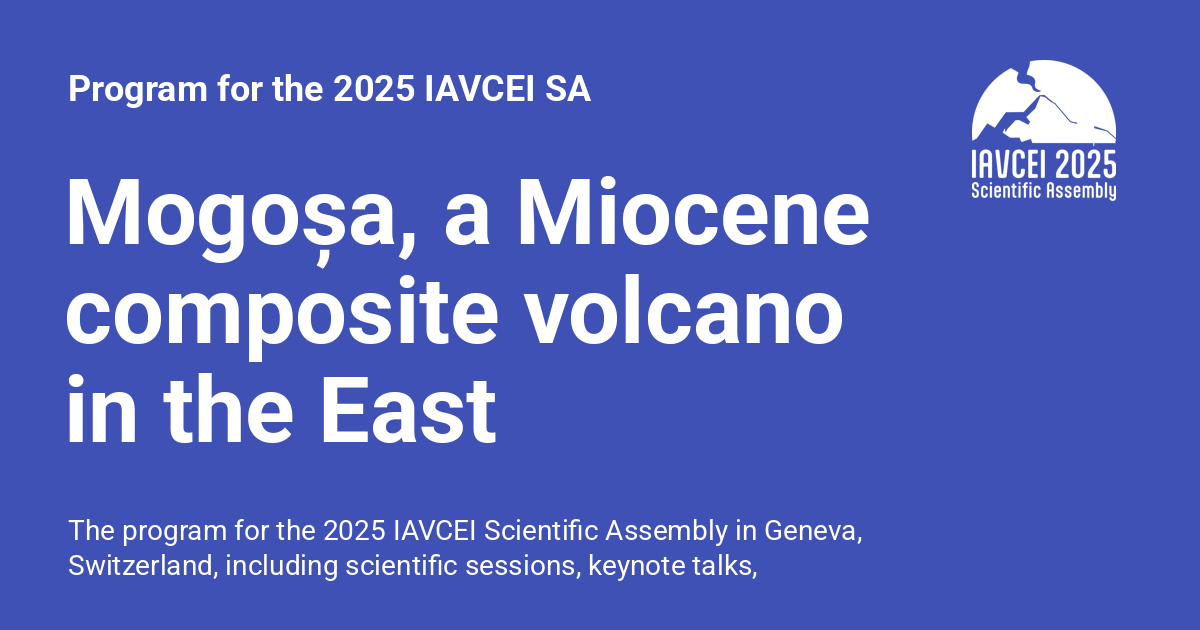 Program for the 2025 IAVCEI SA
IAVCEI 2025
Scientific Assembly
Mogoșa, a Miocene
composite volcano
in the East
The program for the 2025 IAVCEI Scientific Assembly in Geneva,
Switzerland, including scientific sessions, keynote talks,